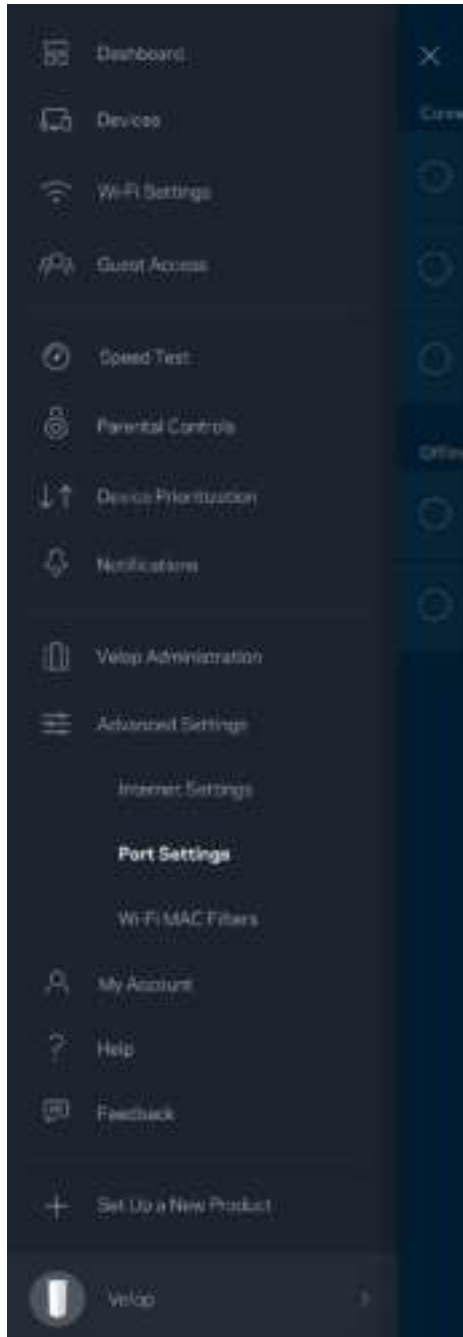 Dashboard
Devices
Wi-Fi Settings
Guest Access
Speed Test
Parental Controls
Device Prioritization
Notifications
Velop Administration
Advanced Settings
Internet Settings
Port Settings
Wi-Fi MAC Filters
My Account
Help
Feedback
Set Up a New Product
Velop